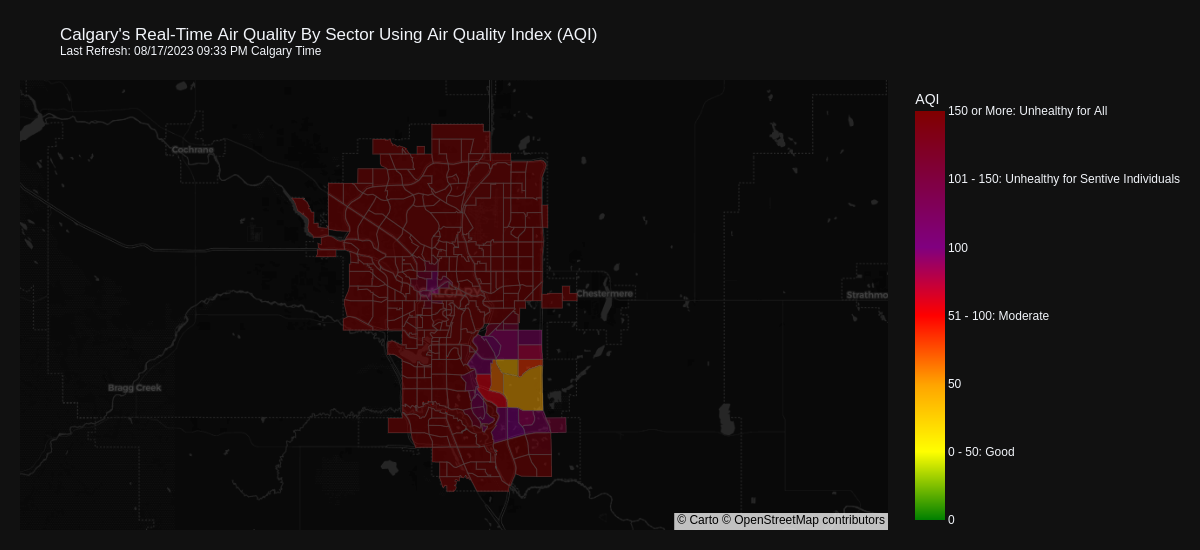 Calgary's Real-Time Air Quality By Sector Using Air Quality Index (AQI)
Last Refresh: 08/17/2023 09:33 PM Calgary Time
AQI
150 or More: Unhealthy for All
Cochrane
101 - 150: Unhealthy for Sentive Individuals
100
Chestermere
Strathmo
51 - 100: Moderate
50
Bragg Creek
0 - 50: Good
0
© Carto © OpenStreetMap contributors